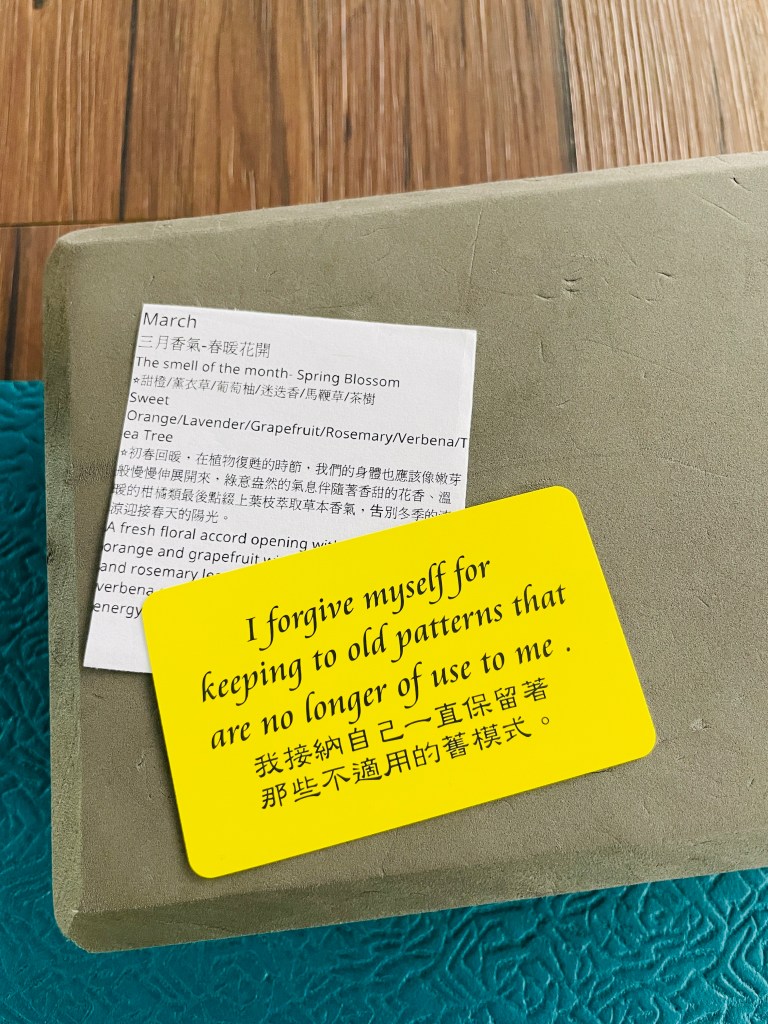 March
三月香氣-春暖花開
The smell of the month- Spring Blossom
*甜橙/薰衣草/葡萄柚/迷迭香/馬鞭草/茶樹
Sweet
Orange/Lavender/Grapefruit/Rosemary/Verbena/T
ea Tree
*初春回暖，在植物復甦的時節，我們的身體也應該像嫩芽
般慢慢伸展開來，綠意盎然的氣息伴隨著香甜的花香、溫
暖的柑橘類最後點綴上葉枝萃取草本香氣，告別冬季的
涼迎接春天的陽光。
A fresh floral accord opening with
orange and grapefruit
and rosemary
verbena
energy
I forgive myself for
keeping to old patterns that
are no longer of use to me .
我接納自己一直保留著
那些不適用的舊模式。